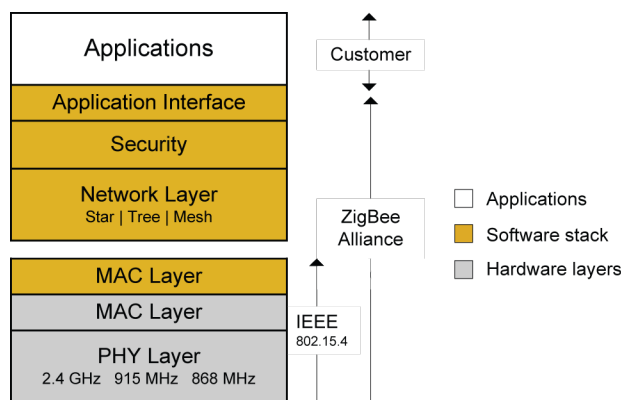 Applications
Application Interface
Security
Network Layer
Star | Tree | Mesh
MAC Layer
MAC Layer
PHY Layer
2.4 GHz 915 MHz 868 MHz
Customer
ZigBee
Alliance
IEEE
802.15.4
Applications
Software stack
Hardware layers